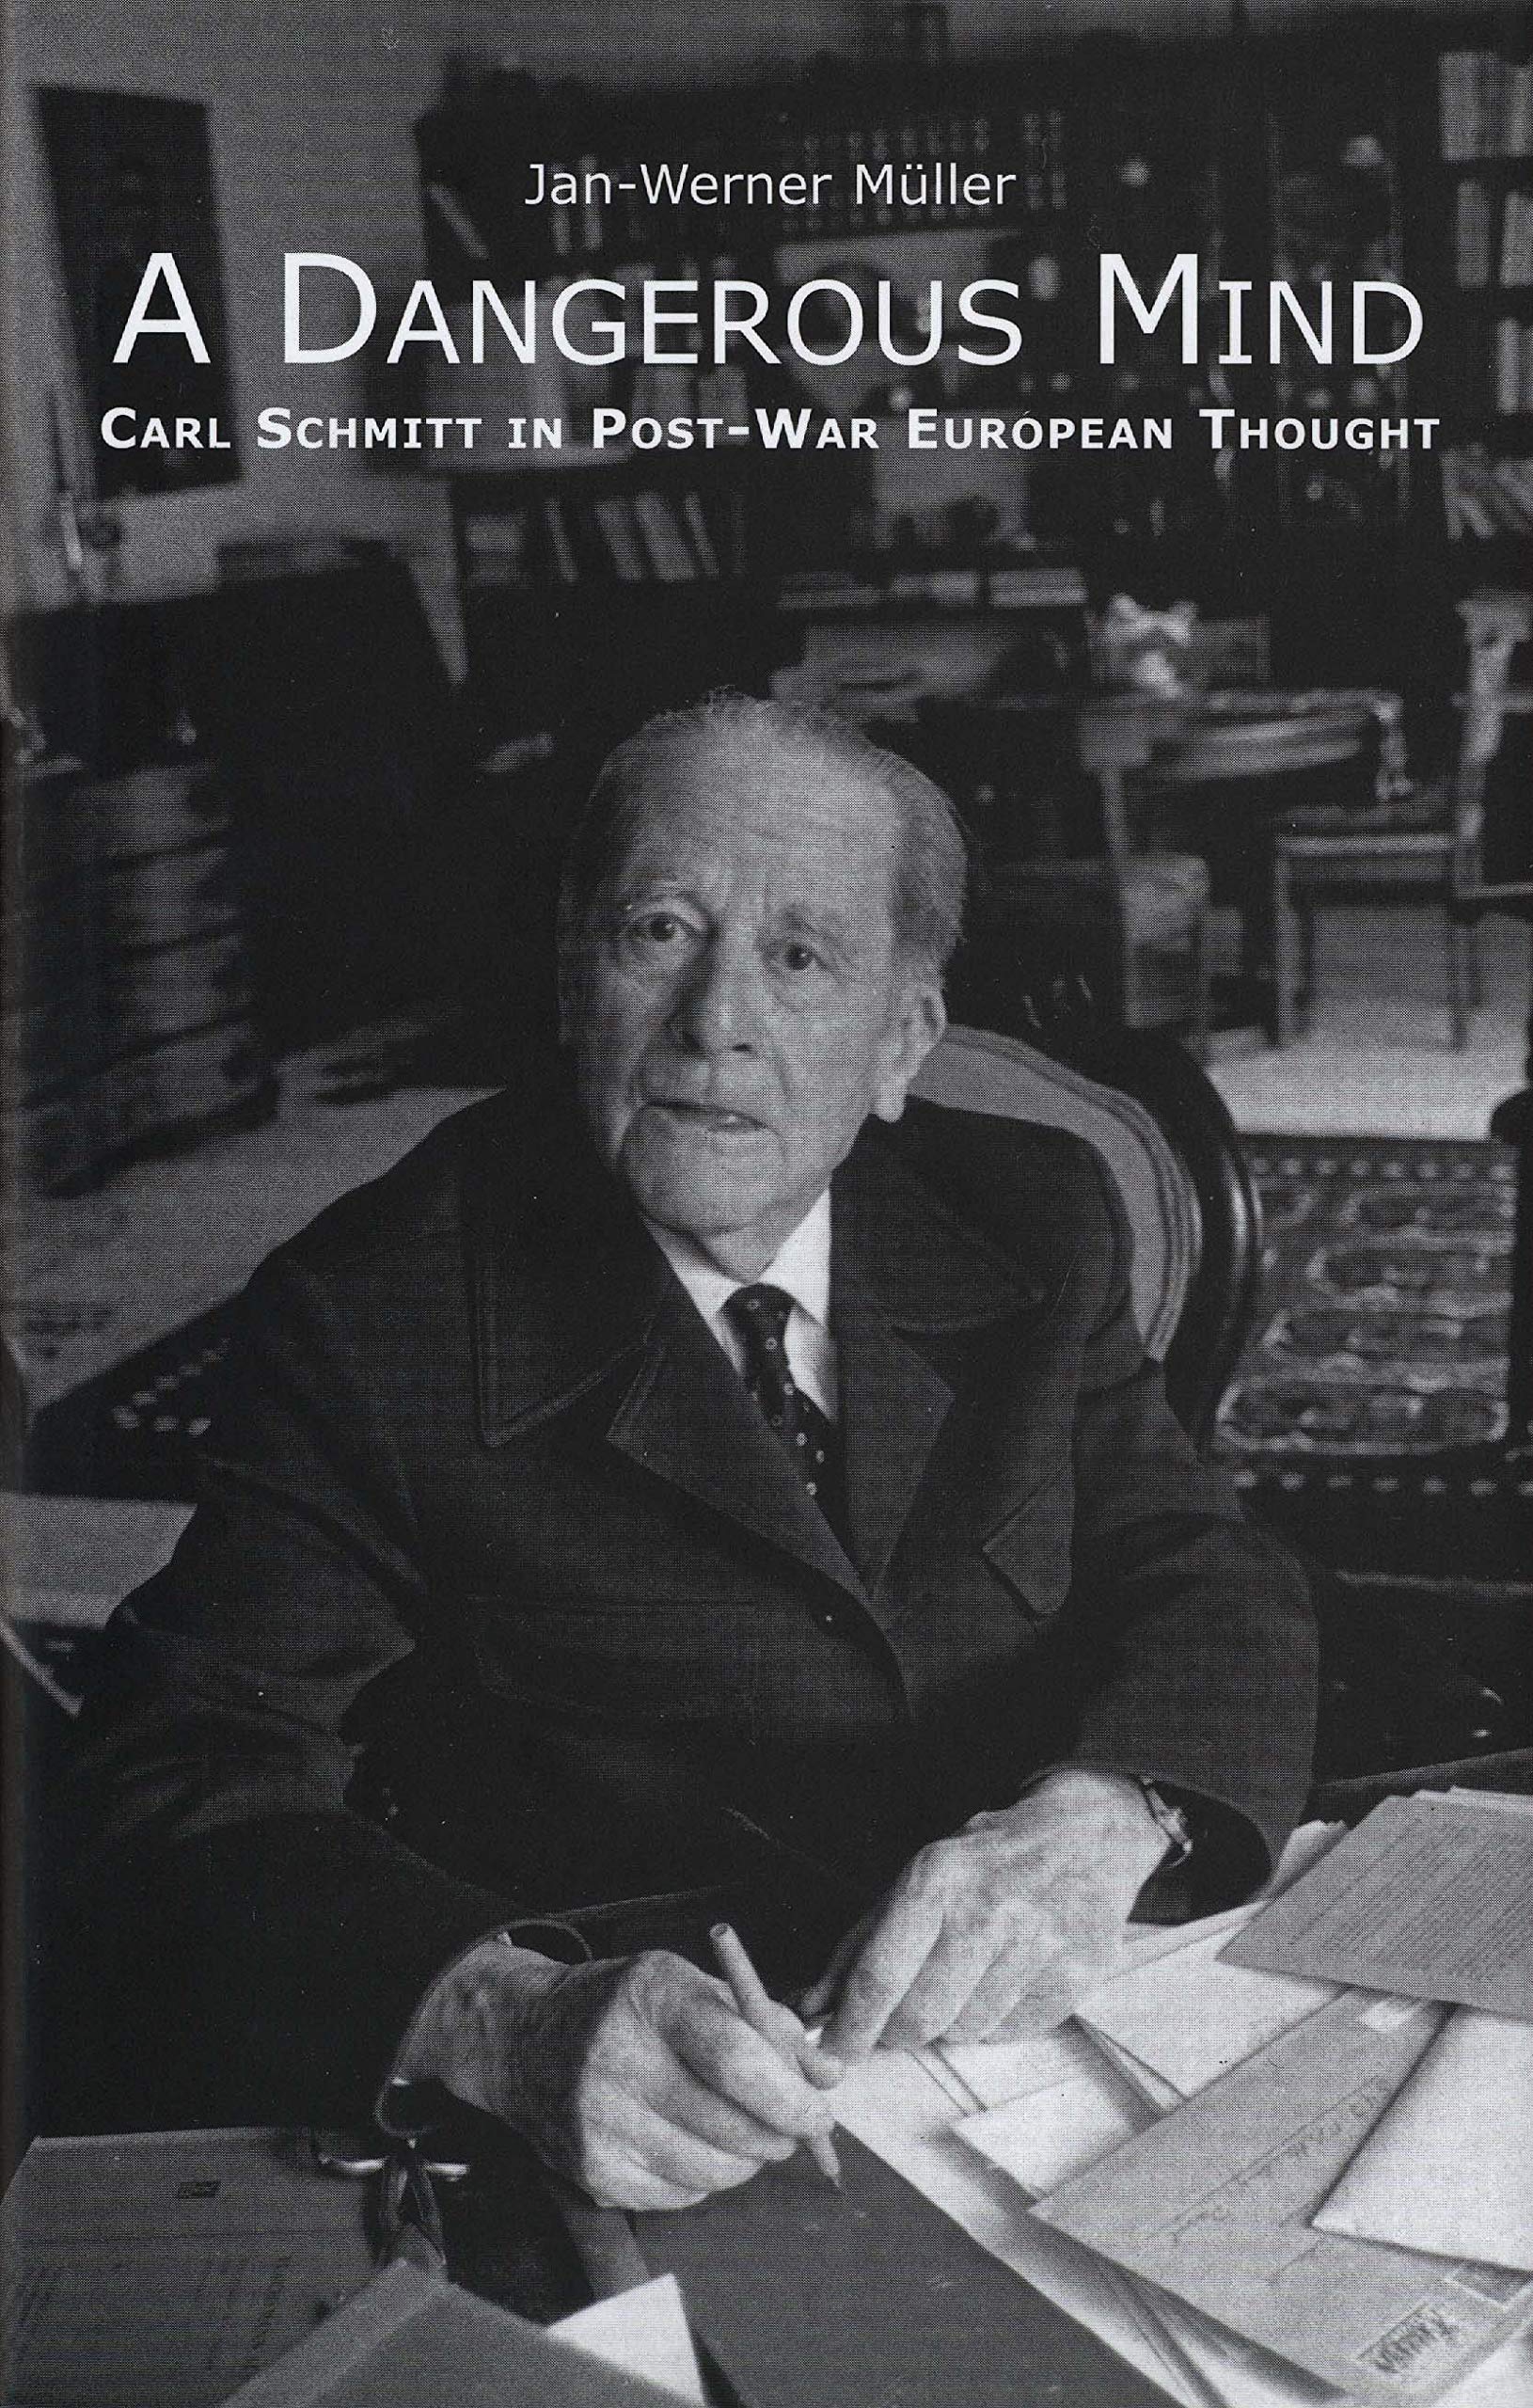 Jan-Werner Müller
A DANGEROUS MIND
CARL SCHMITT IN POST-WAR EUROPEAN THOUGHT